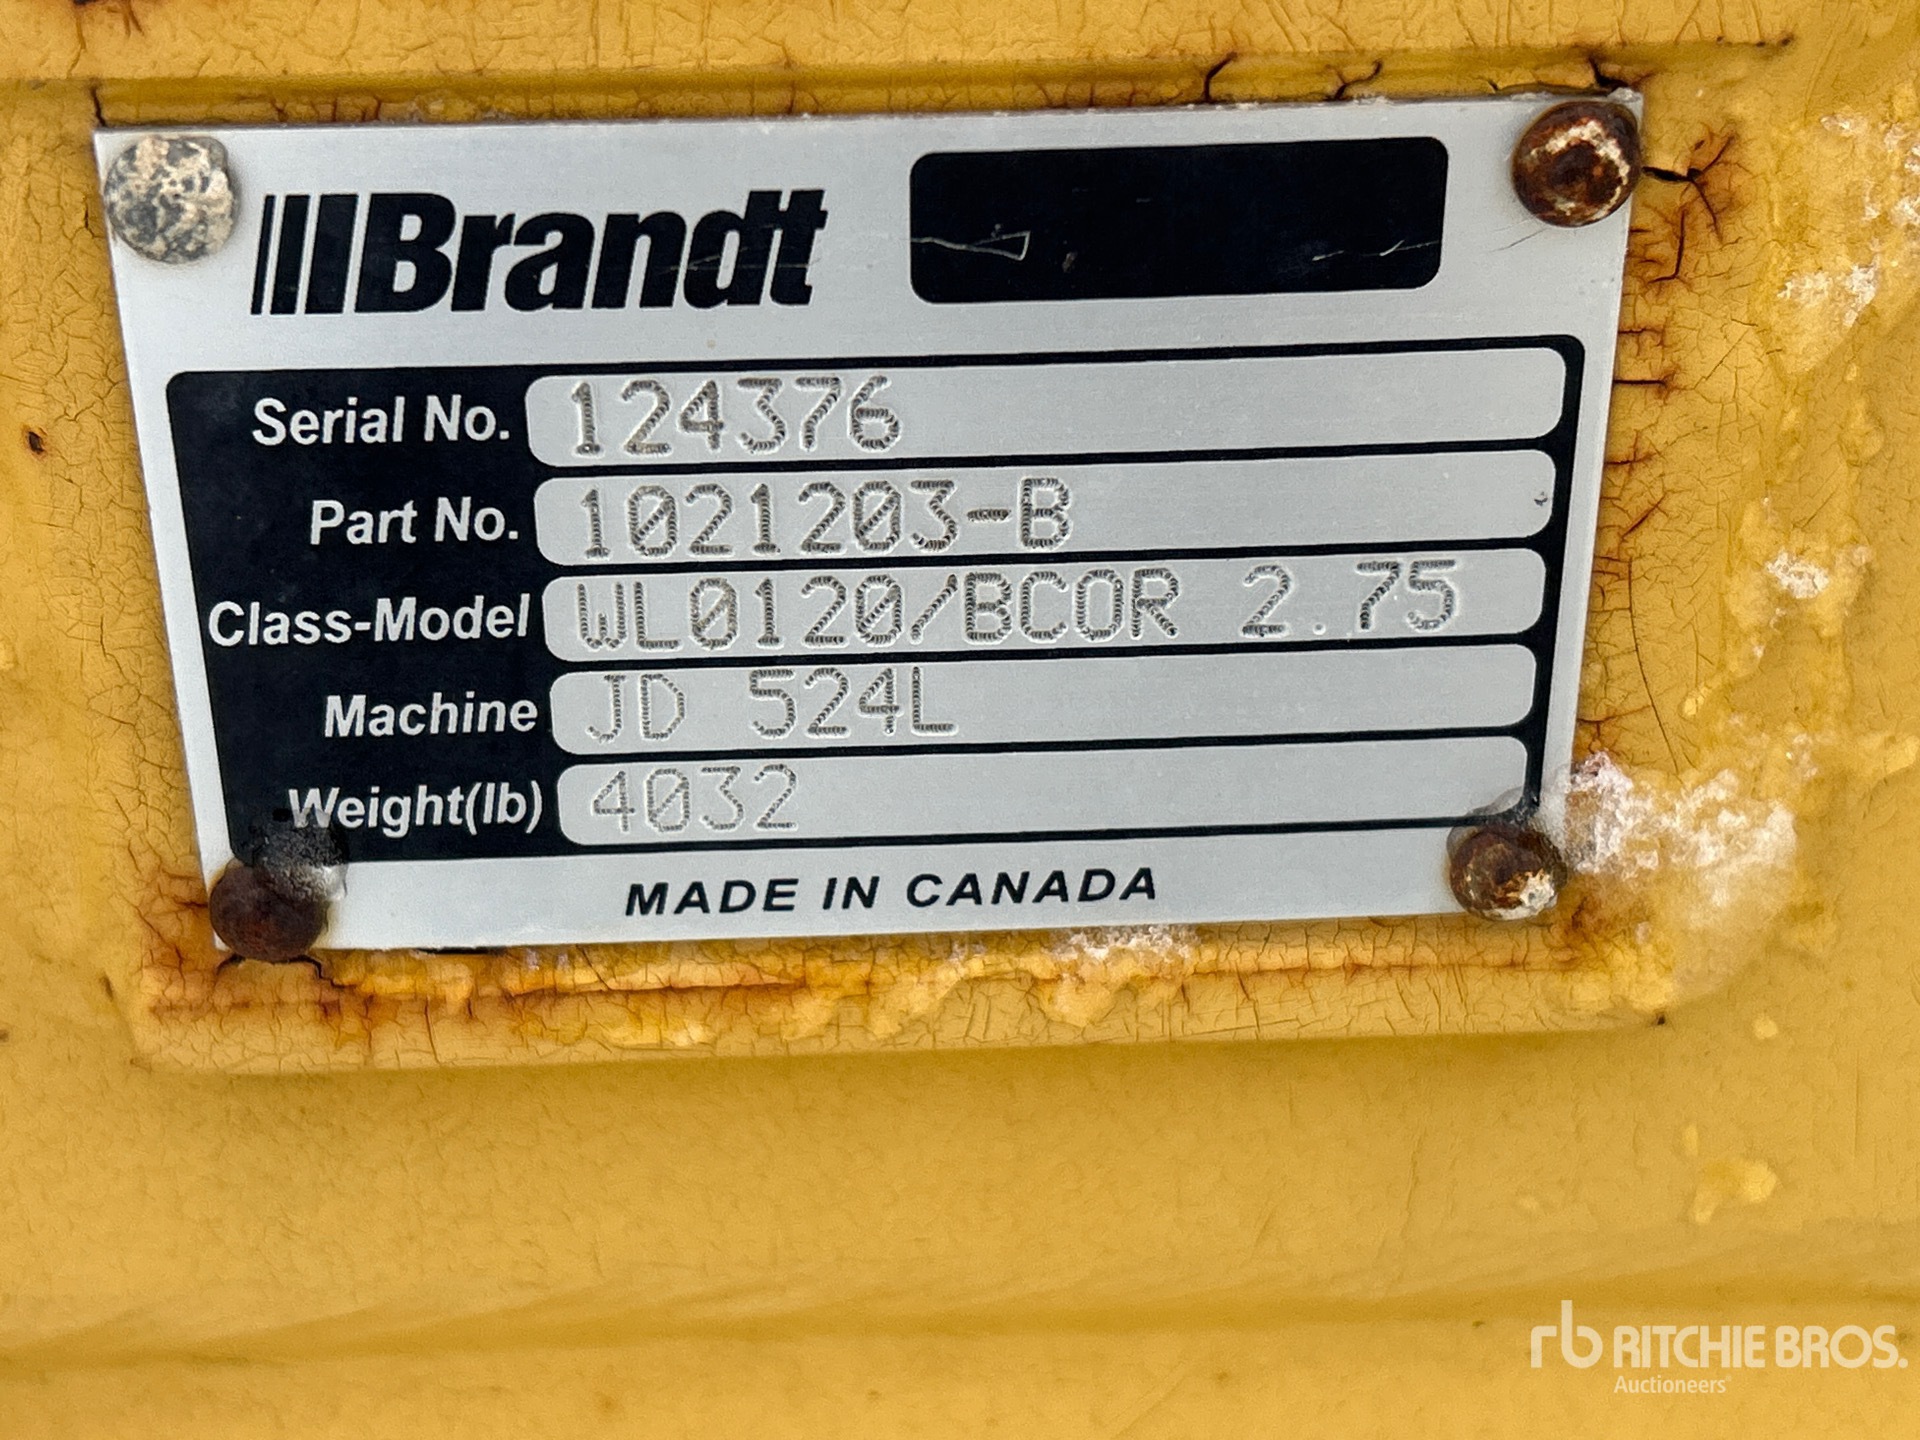 Brandt
Serial No. 124376
Part No. 1021203-B
Class-Model WL0120/BCOR 2.75
Machine JD 524L
Weight(lb) 4032
MADE IN CANADA
rb RITCHIE BROS.
Auctioneers